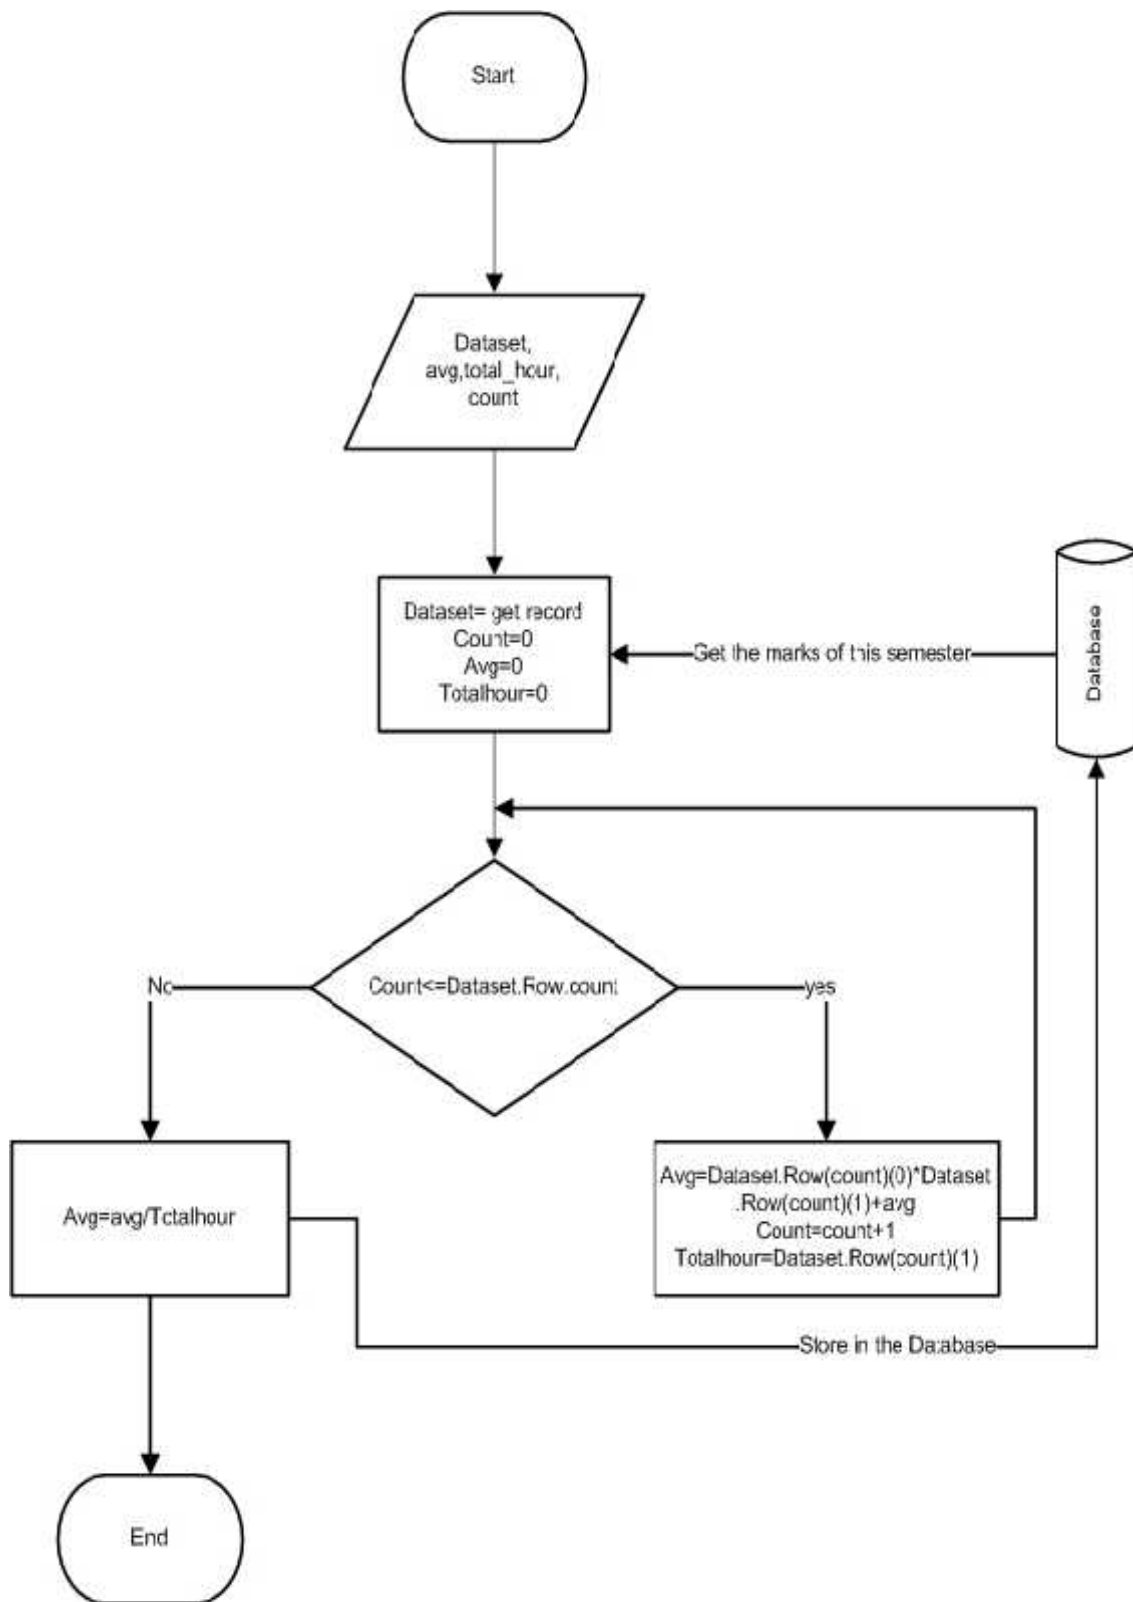 Start
Dataset,
avg,total_hour,
count
Dataset= get record
Count=0
Avg=0
Totalhour=0
Get the marks of this semester
Database
Count<=Dataset.Row.count
No
yes
Avg=avg/Totalhour
Avg=Dataset.Row(count)(0)*Dataset
.Row(count)(1)+avg
Count=count+1
Totalhour=Dataset.Row(count)(1)
Store in the Database
End